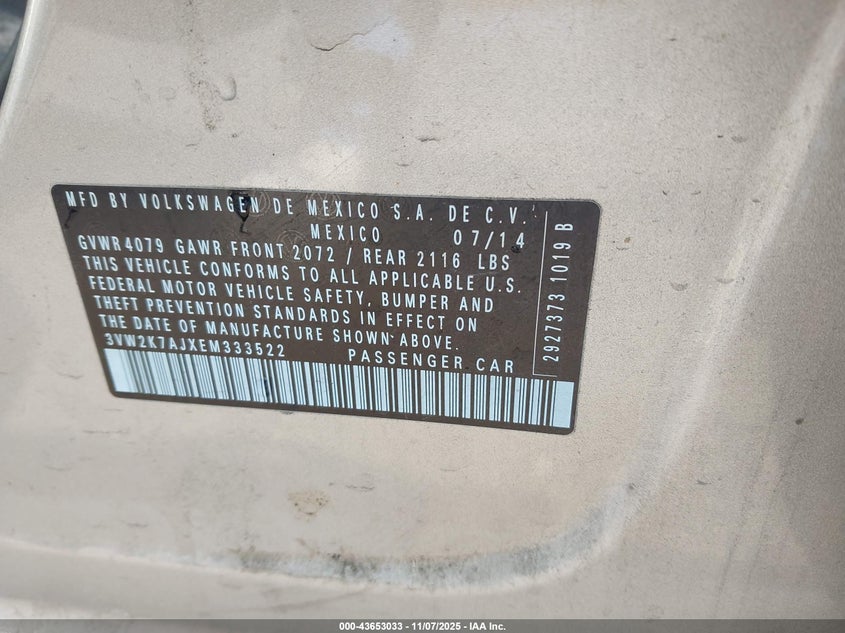 MFD BY VOLKSWAGEN DE MEXICO S.A. DE C.V.
MEXICO 07/14
GVWR4079 GAWR FRONT 2072 / REAR 2116 LBS
THIS VEHICLE CONFORMS TO ALL APPLICABLE U.S.
FEDERAL MOTOR VEHICLE SAFETY, BUMPER AND
THEFT PREVENTION STANDARDS IN EFFECT ON
THE DATE OF MANUFACTURE SHOWN ABOVE.
3VW2K7AJXEM333522 PASSENGER CAR
2927373 1019 B
000-43653033 — 11/07/2025 - IAA Inc.